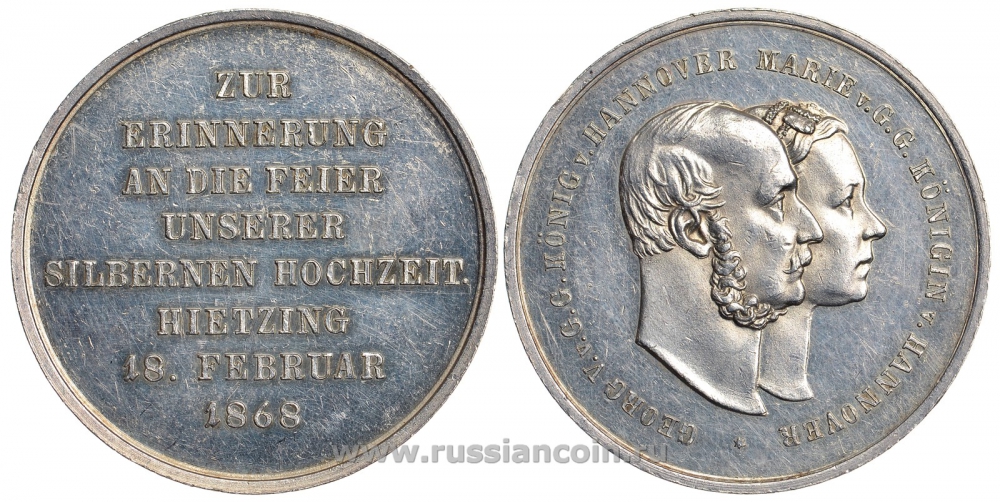 ZUR
ERINNERUNG
AN DIE FEIER
UNSERER
SILBERNEN HOCHZEIT.
HIETZING
18. FEBRUAR
1868
GEORG V. V. G. G. KÖNIG v. HANNOVER MARIE v. G. G. KÖNIGIN v. HANNOVER *
www.russiancoin.ru